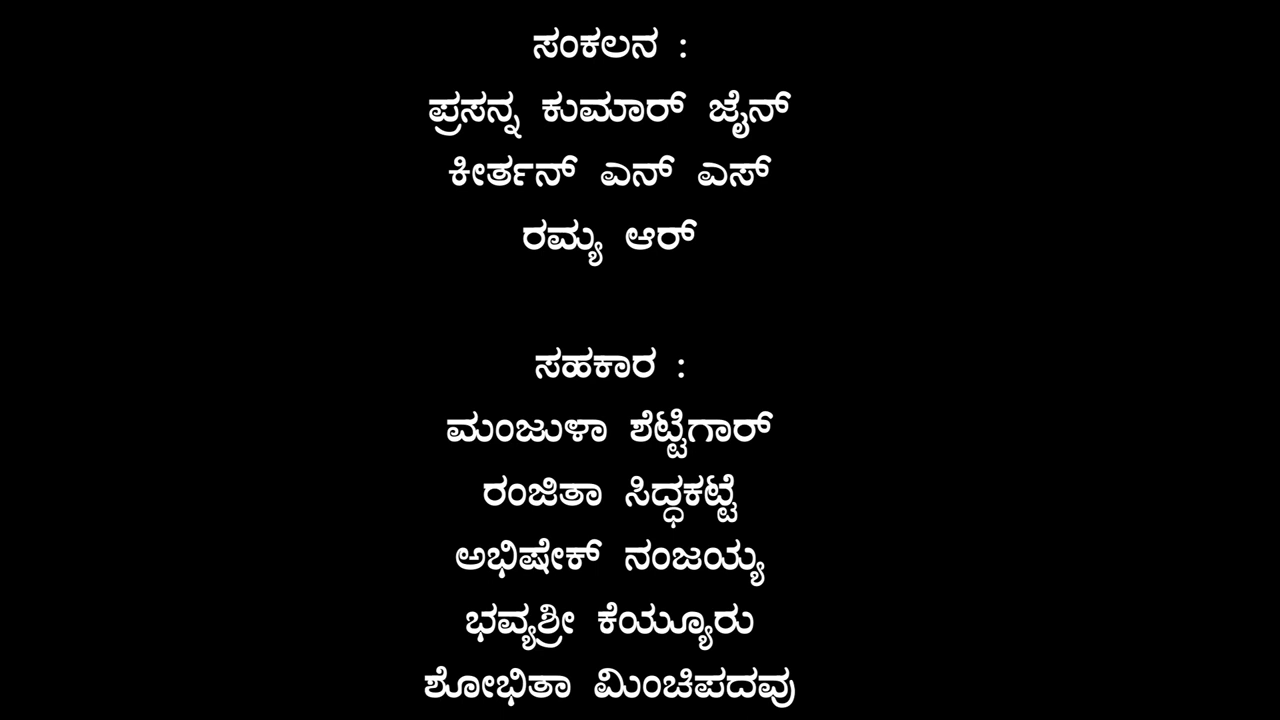 ಸಂಕಲನ :
ಪ್ರಸನ್ನ ಕುಮಾರ್ ಜೈನ್
ಕೀರ್ತನ್ ಎನ್ ಎಸ್
ರಮ್ಯ ಆರ್
ಸಹಕಾರ :
ಮಂಜುಳಾ ಶೆಟ್ಟಿಗಾರ್
ರಂಜಿತಾ ಸಿದ್ಧಕಟ್ಟೆ
ಅಭಿಷೇಕ್ ನಂಜಯ್ಯ
ಭವ್ಯಶ್ರೀ ಕೆಯ್ಯೂರು
ಶೋಭಿತಾ ಮಿಂಚಿಪದವು